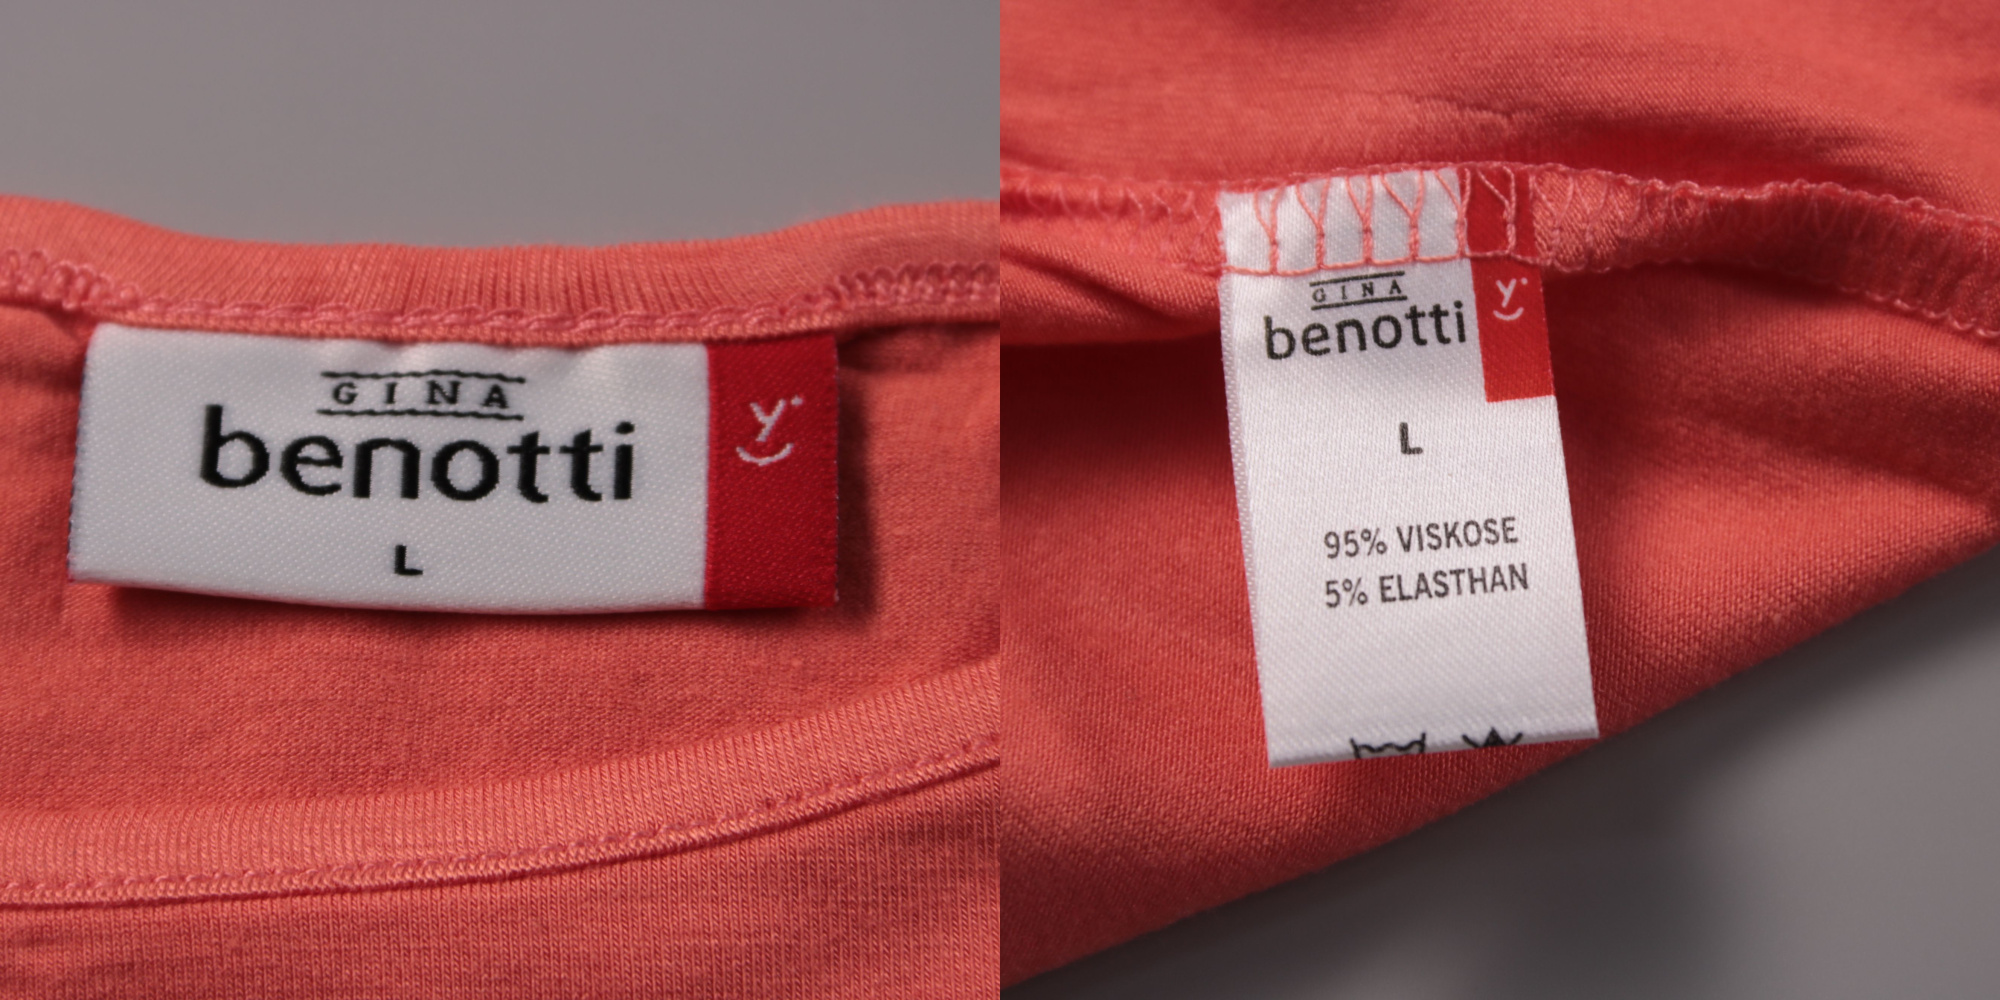 GINA
benotti
L
y
GINA
benotti
y
L
95% VISKOSE
5% ELASTHAN